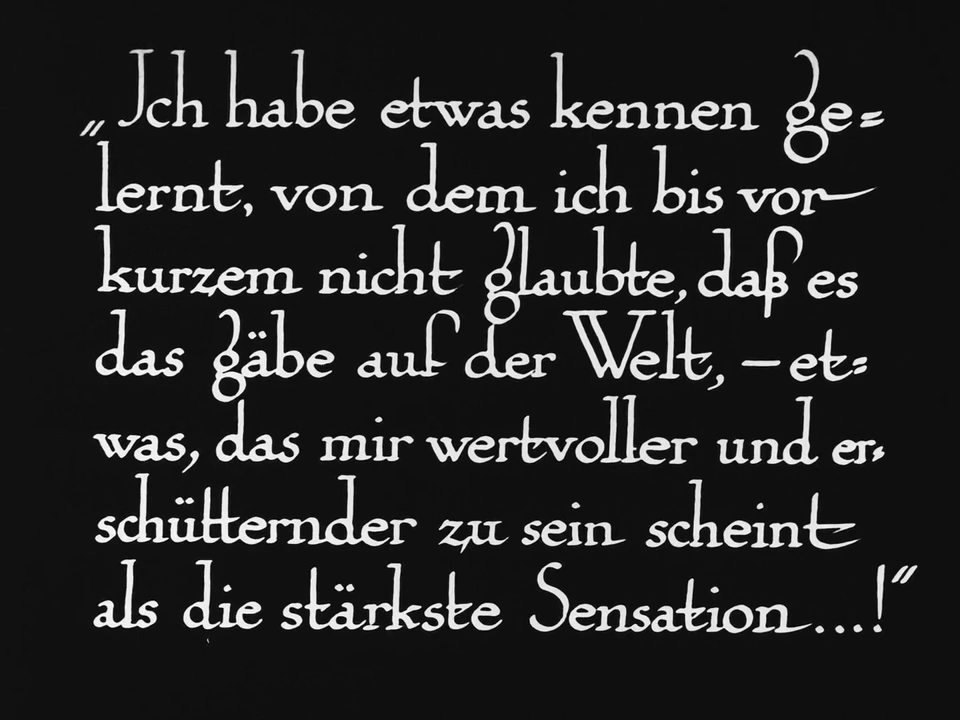 „Ich habe etwas kennen ge=
lernt, von dem ich bis vor
kurzem nicht glaubte, daß es
das gäbe auf der Welt, – et=
was, das mir wertvoller und er=
schütternder zu sein scheint
als die stärkste Sensation...!"